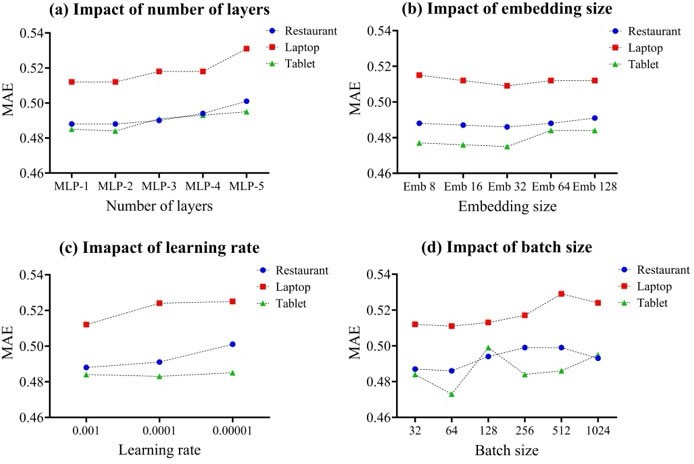 (a) Impact of number of layers
Restaurant
Laptop
Tablet
MAE
0.54
0.52
0.50
0.48
0.46
MLP-1 MLP-2 MLP-3 MLP-4 MLP-5
Number of layers
(b) Impact of embedding size
Restaurant
Laptop
Tablet
MAE
0.54
0.52
0.50
0.48
0.46
Emb 8 Emb 16 Emb 32 Emb 64 Emb 128
Embedding size
(c) Imapact of learning rate
Restaurant
Laptop
Tablet
MAE
0.54
0.52
0.50
0.48
0.46
0.001 0.0001 0.00001
Learning rate
(d) Impact of batch size
Restaurant
Laptop
Tablet
MAE
0.54
0.52
0.50
0.48
0.46
32 64 128 256 512 1024
Batch size